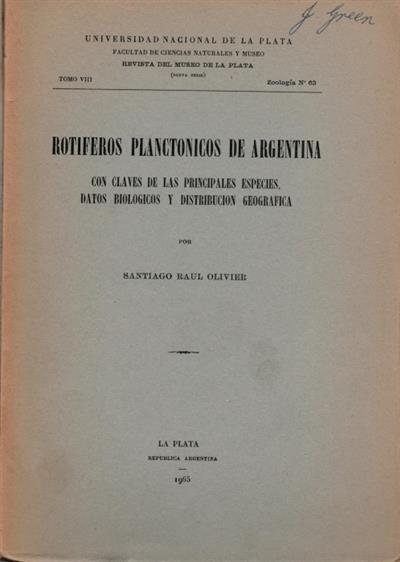 J Green
UNIVERSIDAD NACIONAL DE LA PLATA
FACULTAD DE CIENCIAS NATURALES Y MUSEO
REVISTA DEL MUSEO DE LA PLATA
(NUEVA SERIE)
TOMO VIII Zoología Nº 63
ROTIFEROS PLANCTONICOS DE ARGENTINA
CON CLAVES DE LAS PRINCIPALES ESPECIES,
DATOS BIOLOGICOS Y DISTRIBUCION GEOGRAFICA
POR
SANTIAGO RAUL OLIVIER
LA PLATA
REPUBLICA ARGENTINA
1965